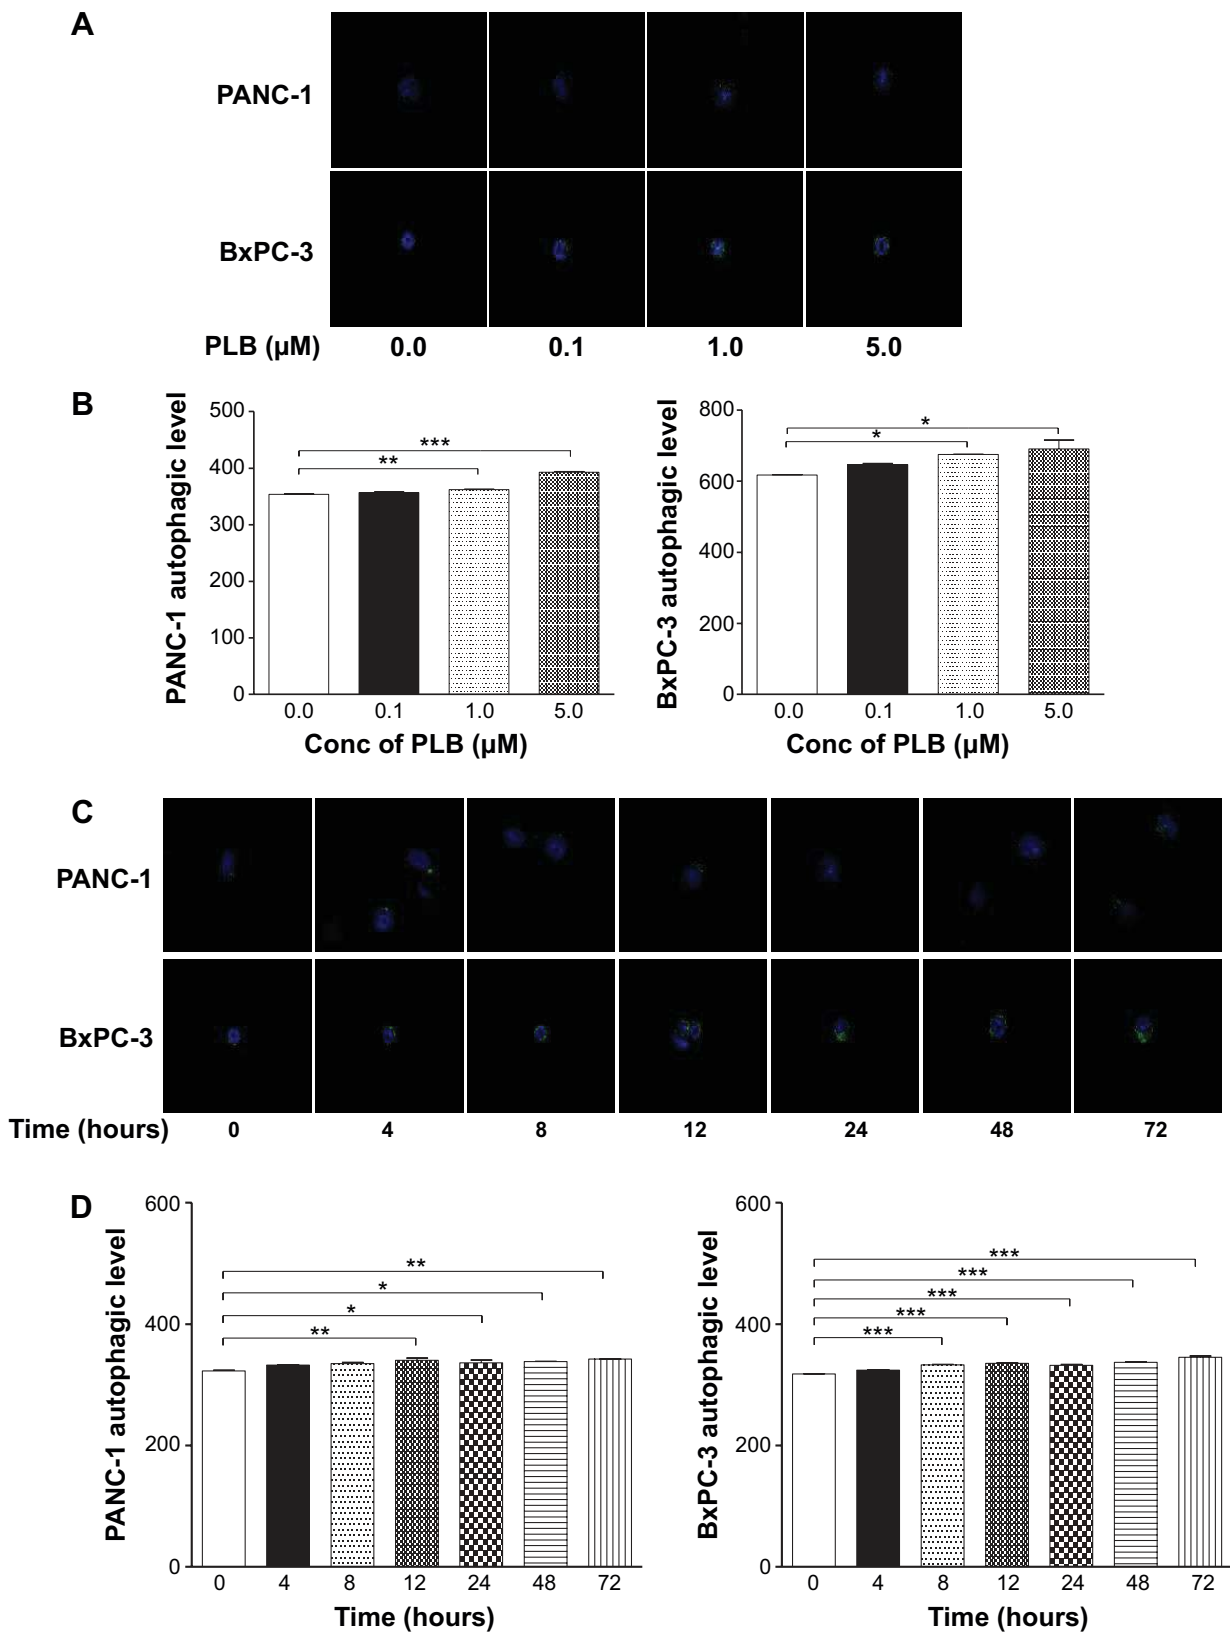 A
PANC-1
BxPC-3
PLB (µM) 0.0 0.1 1.0 5.0
B
PANC-1 autophagic level
500
400
300
200
100
0
***
**
0.0 0.1 1.0 5.0
Conc of PLB (µM)
BxPC-3 autophagic level
800
600
400
200
0
*
*
0.0 0.1 1.0 5.0
Conc of PLB (µM)
C
PANC-1
BxPC-3
Time (hours) 0 4 8 12 24 48 72
D
PANC-1 autophagic level
600
400
200
0
**
*
*
**
0 4 8 12 24 48 72
Time (hours)
BxPC-3 autophagic level
600
400
200
0
***
***
***
***
***
0 4 8 12 24 48 72
Time (hours)